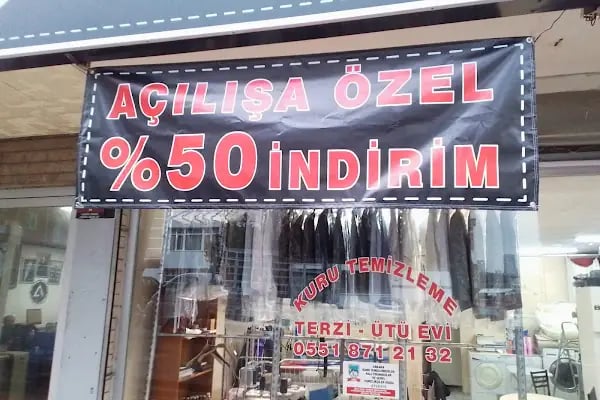 AÇILIŞA ÖZEL
%50 İNDİRİM
KURU TEMİZLEME
TERZİ - ÜTÜ EVİ
0551 871 21 32